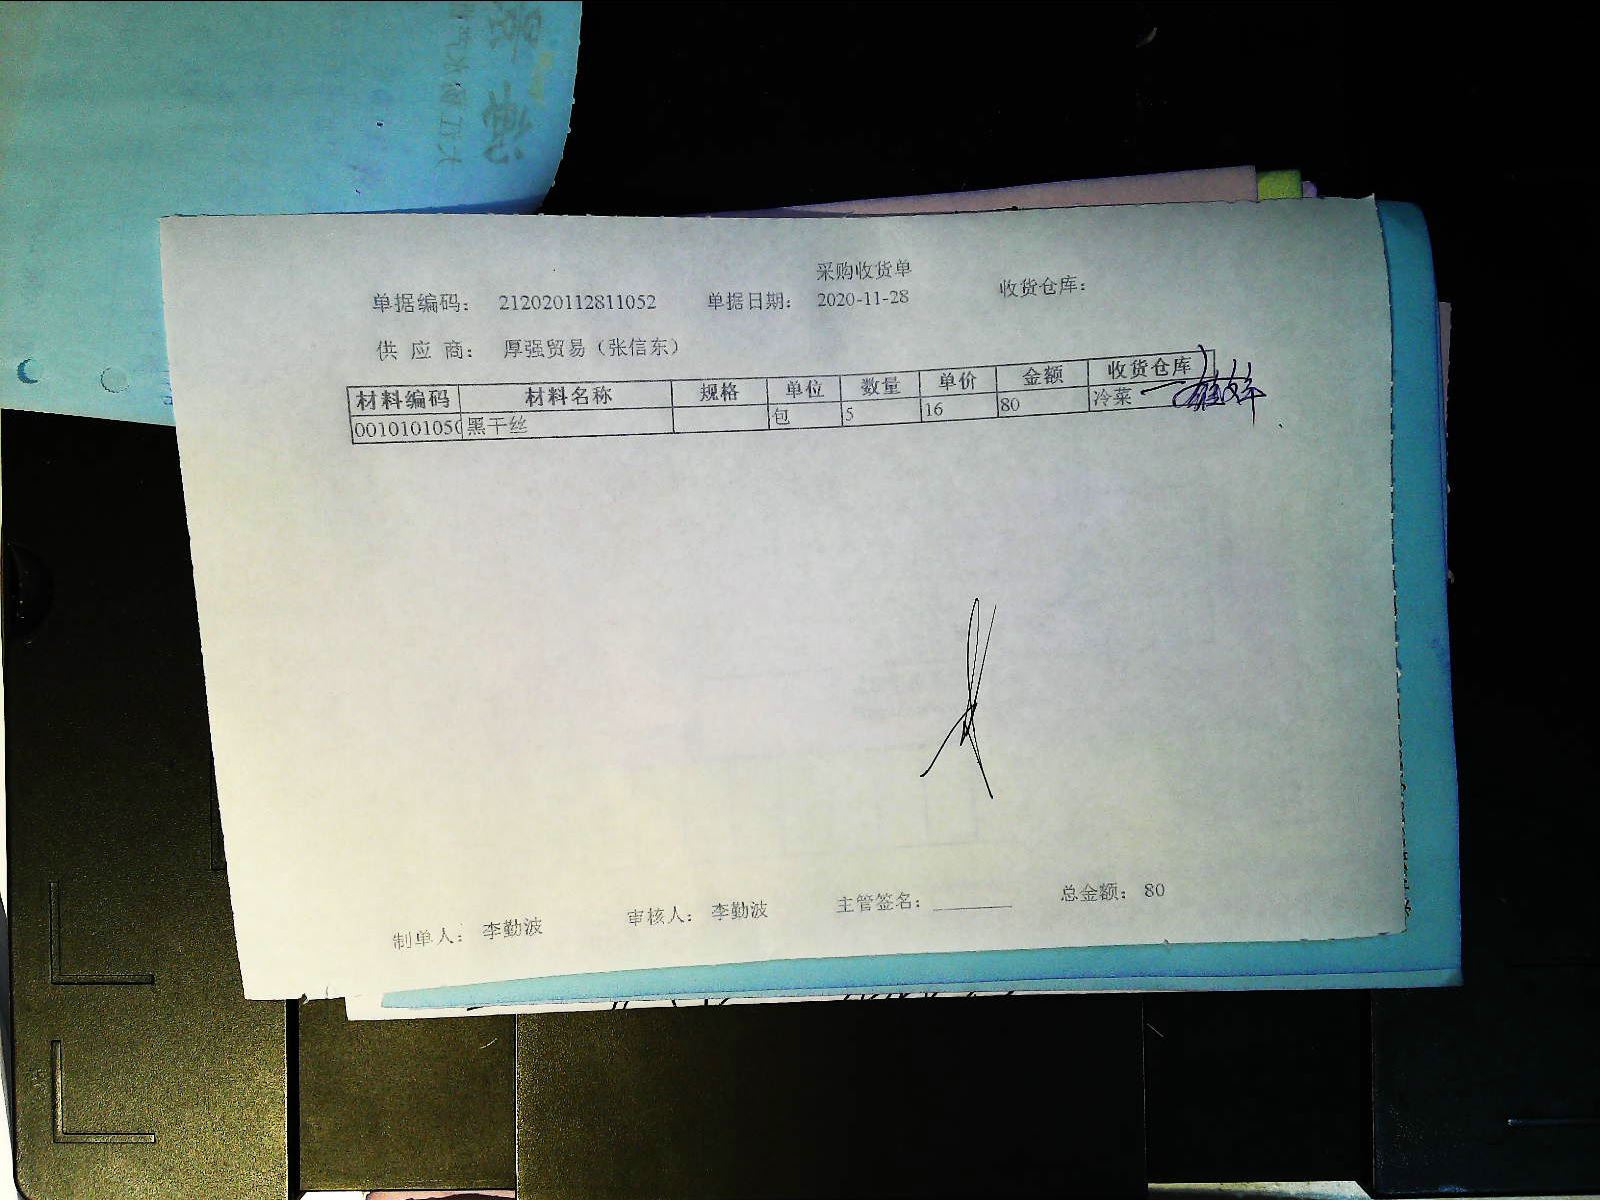 采购收货单
单据编码： 212020112811052 单据日期： 2020-11-28 收货仓库：
供 应 商： 厚强贸易（张信东）
材料编码 材料名称 规格 单位 数量 单价 金额 收货仓库
0010101050 黑干丝 包 5 16 80 冷菜
制单人： 李勤波 审核人： 李勤波 主管签名： 总金额： 80